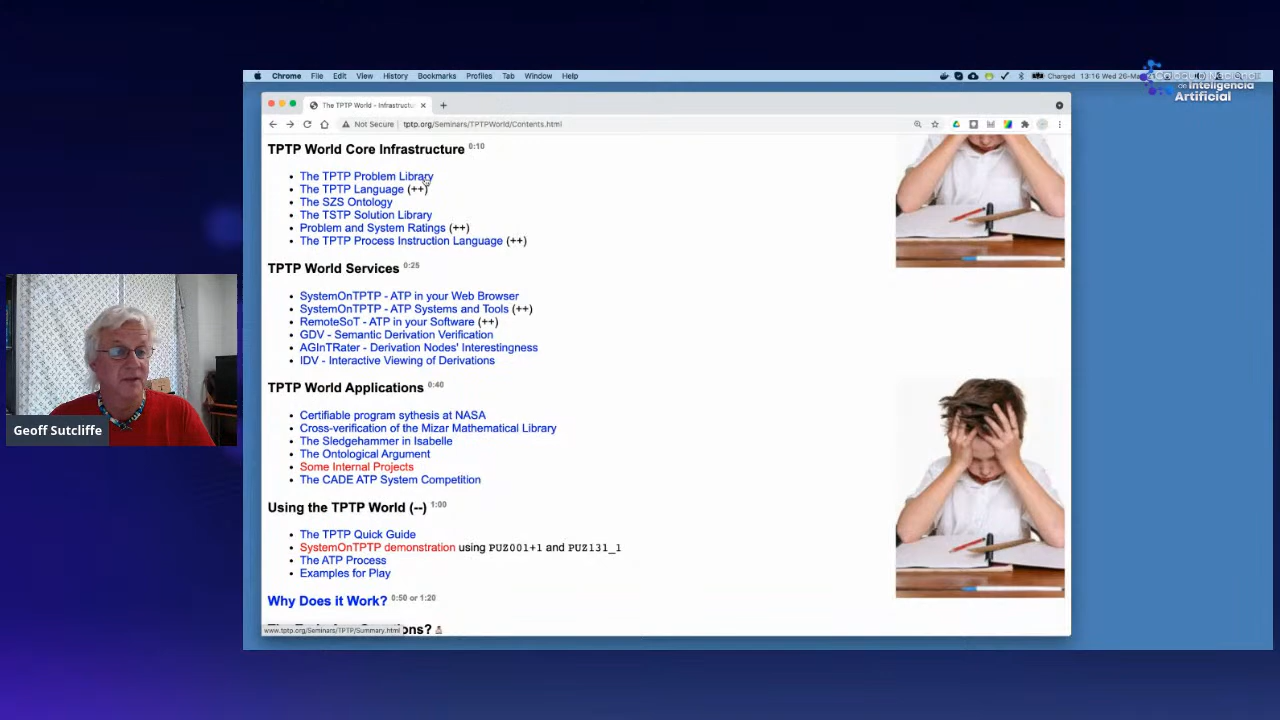 Chrome File Edit View History Bookmarks Profiles Tab Window Help
Charged 13:16 Wed 26-Ma
de Inteligencia
Artificial
The TPTP World - Infrastructu
Not Secure tptp.org/Seminars/TPTPWorld/Contents.html
TPTP World Core Infrastructure 0:10
The TPTP Problem Library
The TPTP Language (++)
The SZS Ontology
The TSTP Solution Library
Problem and System Ratings (++)
The TPTP Process Instruction Language (++)
TPTP World Services 0:25
SystemOnTPTP - ATP in your Web Browser
SystemOnTPTP - ATP Systems and Tools (++)
RemoteSoT - ATP in your Software (++)
GDV - Semantic Derivation Verification
AGInTRater - Derivation Nodes' Interestingness
IDV - Interactive Viewing of Derivations
TPTP World Applications 0:40
Certifiable program sythesis at NASA
Cross-verification of the Mizar Mathematical Library
The Sledgehammer in Isabelle
The Ontological Argument
Some Internal Projects
The CADE ATP System Competition
Using the TPTP World (--) 1:00
The TPTP Quick Guide
SystemOnTPTP demonstration using PUZ001+1 and PUZ131_1
The ATP Process
Examples for Play
Why Does it Work? 0:50 or 1:20
www.tptp.org/Seminars/TPTP/Summary.html
Geoff Sutcliffe